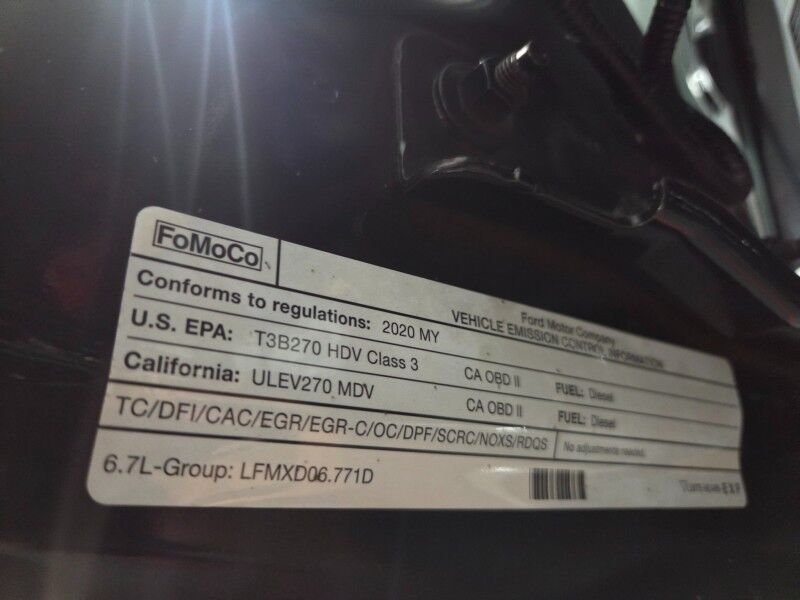 FoMoCo
Ford Motor Company
VEHICLE EMISSION CONTROL INFORMATION
Conforms to regulations: 2020 MY
U.S. EPA: T3B270 HDV Class 3 CA OBD II FUEL: Diesel
California: ULEV270 MDV CA OBD II FUEL: Diesel
TC/DFI/CAC/EGR/EGR-C/OC/DPF/SCRC/NOXS/RDQS No adjustments needed.
6.7L-Group: LFMXD06.771D